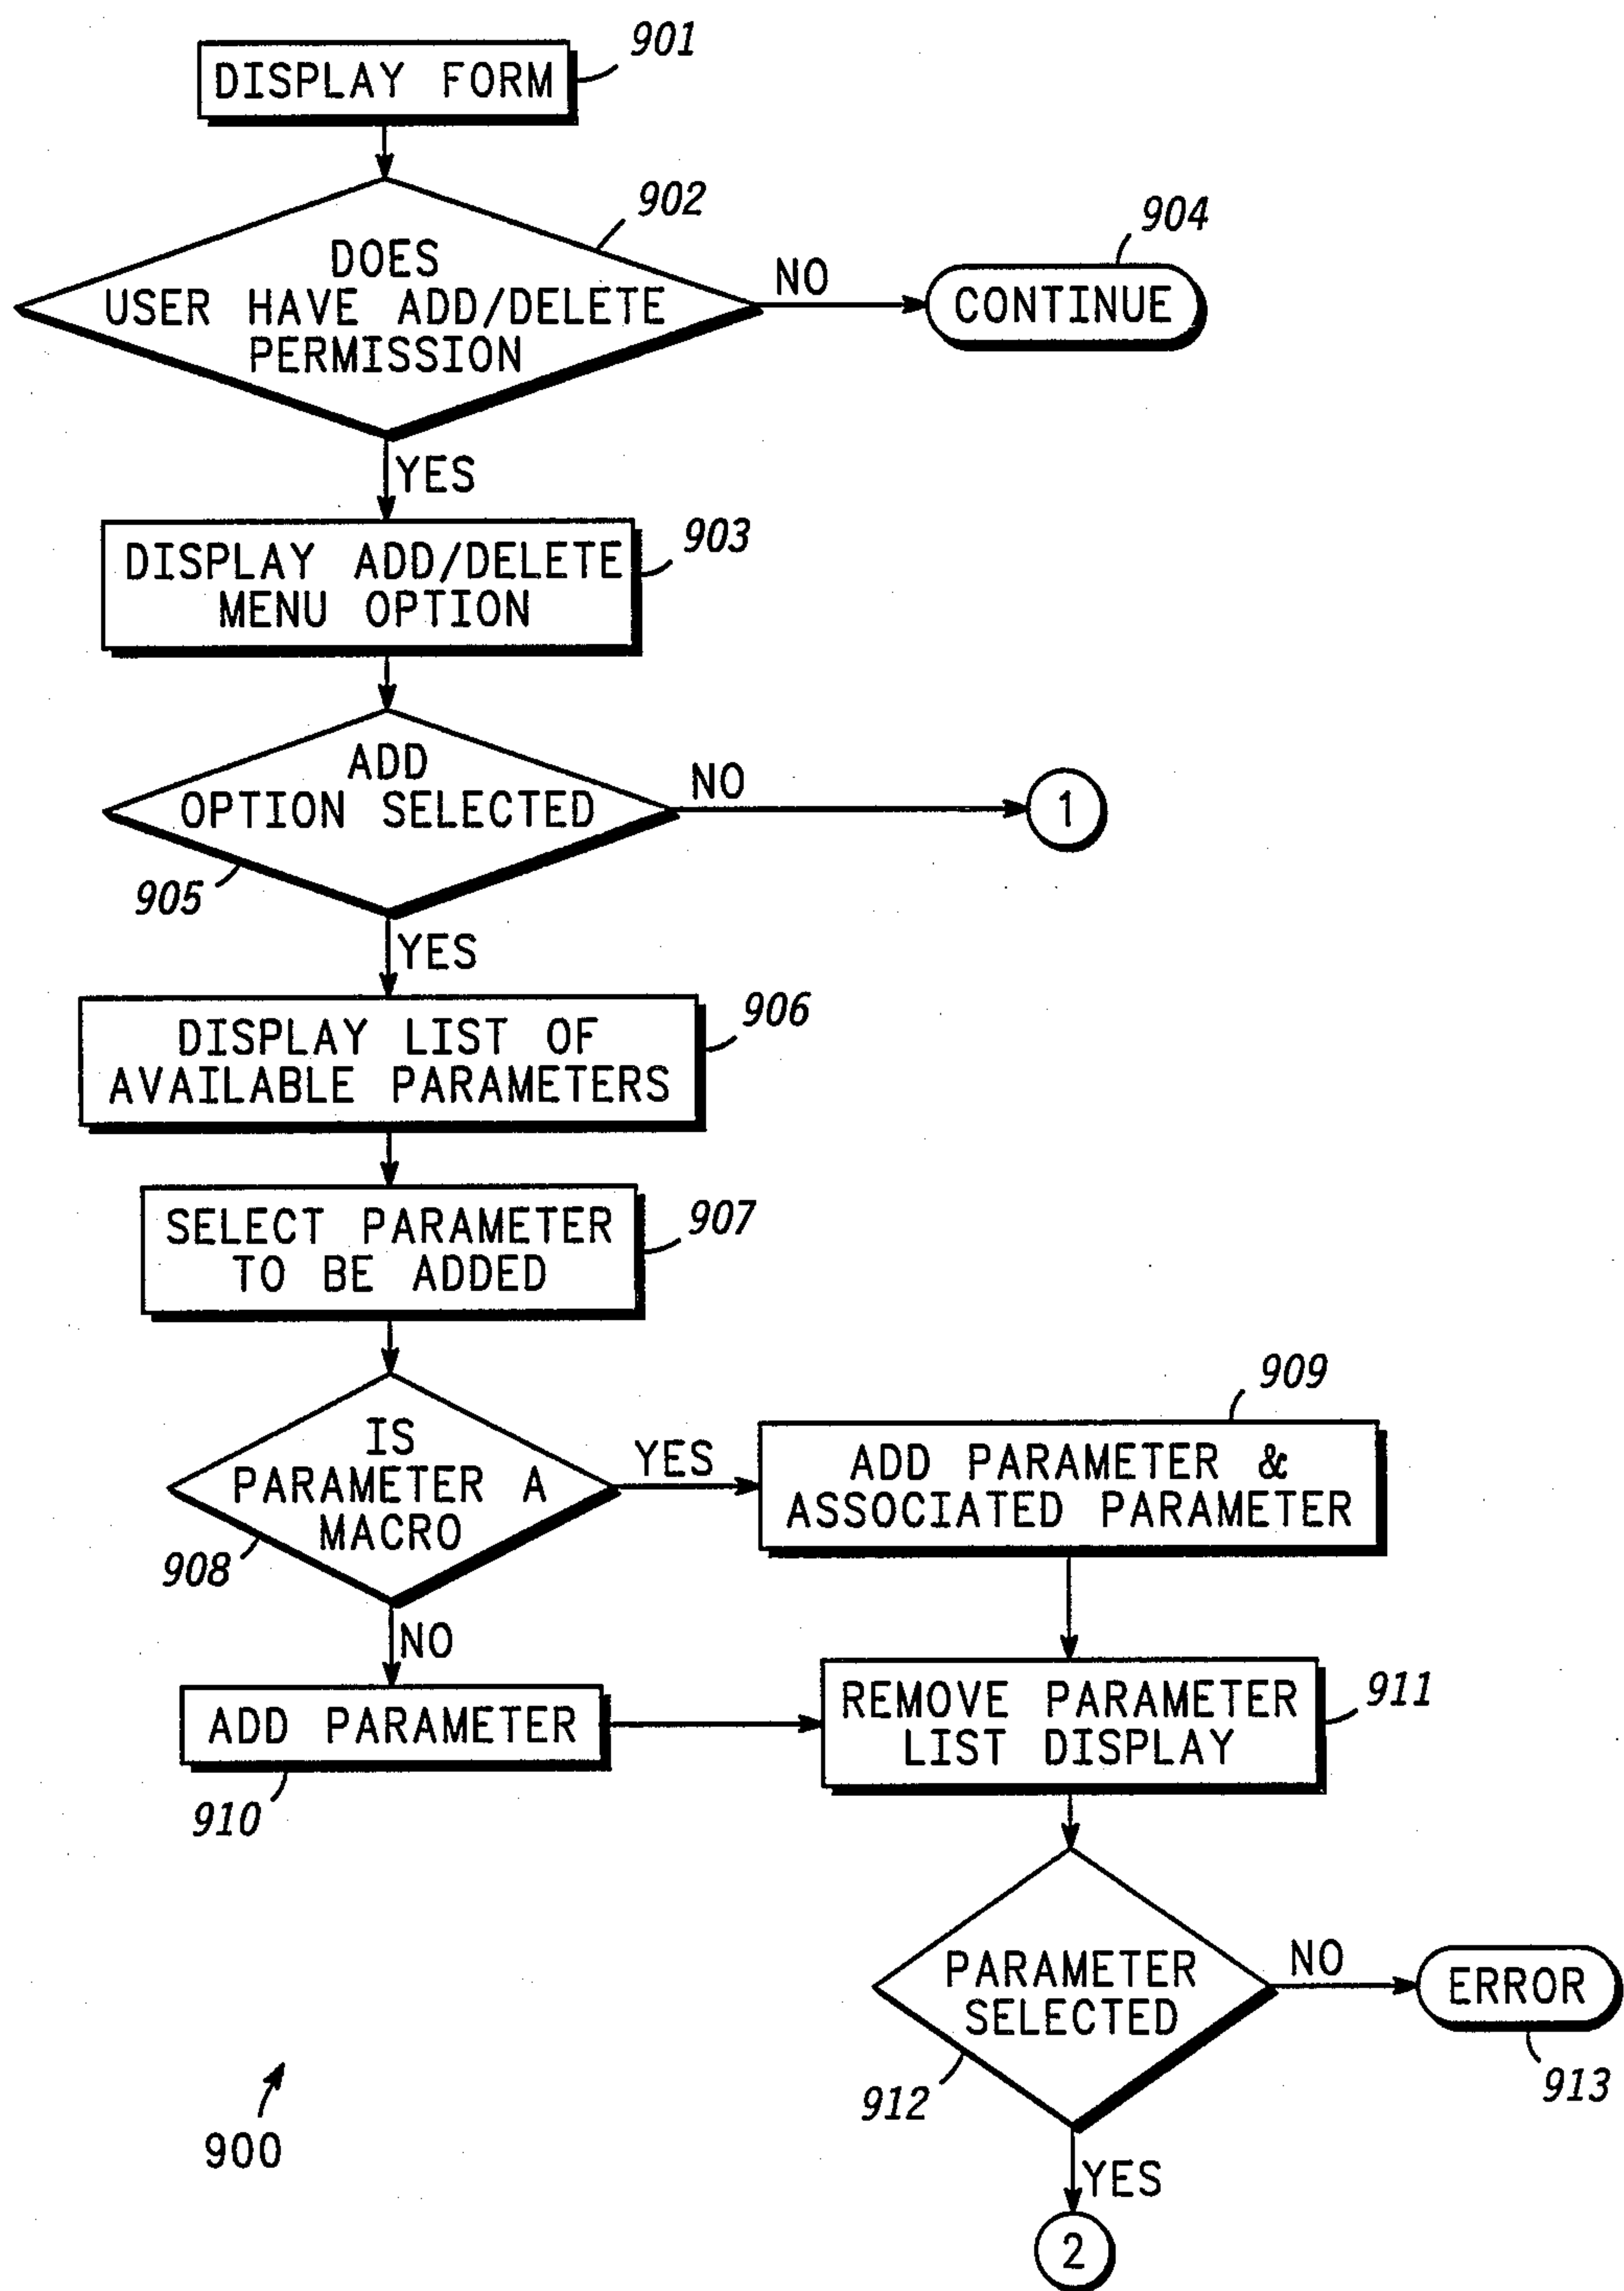 901
DISPLAY FORM
902
DOES
USER HAVE ADD/DELETE
PERMISSION
NO
904
CONTINUE
YES
903
DISPLAY ADD/DELETE
MENU OPTION
ADD
OPTION SELECTED
NO
1
905
YES
906
DISPLAY LIST OF
AVAILABLE PARAMETERS
907
SELECT PARAMETER
TO BE ADDED
IS
PARAMETER A
MACRO
908
YES
909
ADD PARAMETER &
ASSOCIATED PARAMETER
NO
ADD PARAMETER
910
911
REMOVE PARAMETER
LIST DISPLAY
PARAMETER
SELECTED
912
NO
ERROR
913
YES
2
900